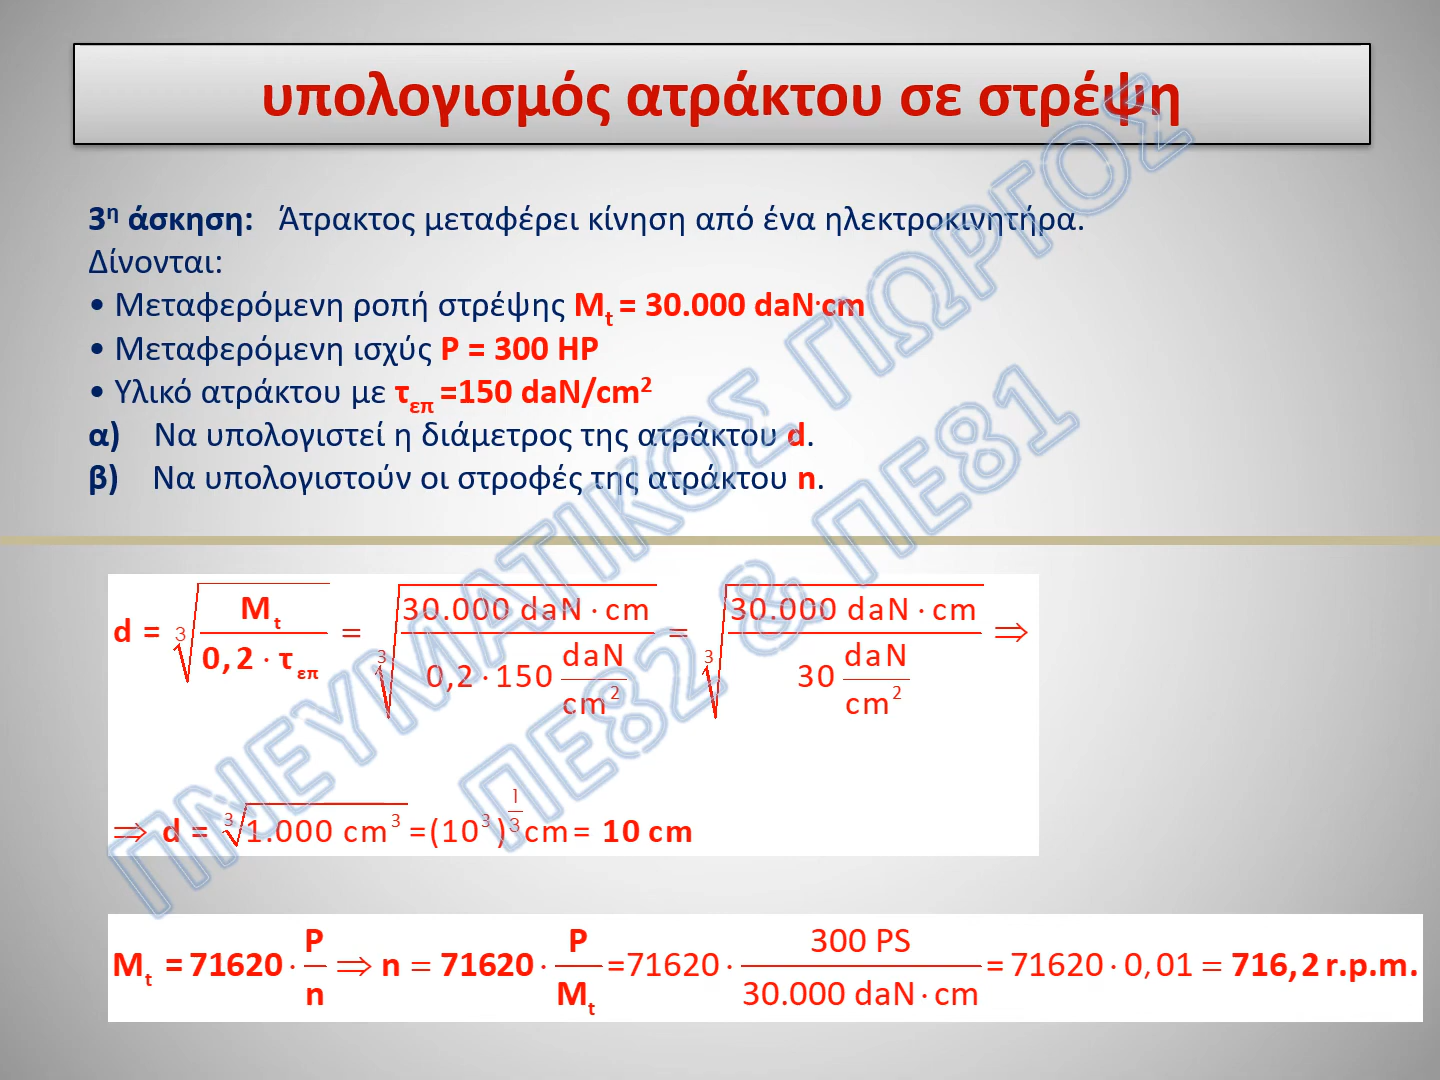 υπολογισμός ατράκτου σε στρέψη
3η άσκηση: Άτρακτος μεταφέρει κίνηση από ένα ηλεκτροκινητήρα.
Δίνονται:
• Μεταφερόμενη ροπή στρέψης Mt = 30.000 daN·cm
• Μεταφερόμενη ισχύς P = 300 HP
• Υλικό ατράκτου με τεπ =150 daN/cm²
α) Να υπολογιστεί η διάμετρος της ατράκτου d.
β) Να υπολογιστούν οι στροφές της ατράκτου n.
d = ∛(Mt / (0,2 · τεπ)) = ∛(30.000 daN · cm / (0,2 · 150 daN/cm²)) = ∛(30.000 daN · cm / (30 daN/cm²)) ⇒
⇒ d = ∛(1.000 cm³) = (10³)^(1/3) cm = 10 cm
Mt = 71620 · P/n ⇒ n = 71620 · P/Mt = 71620 · 300 PS / 30.000 daN · cm = 71620 · 0,01 = 716,2 r.p.m.
ΠΝΕΥΜΑΤΙΚΟΣ ΓΙΩΡΓΟΣ
ΠΕ82 & ΠΕ81